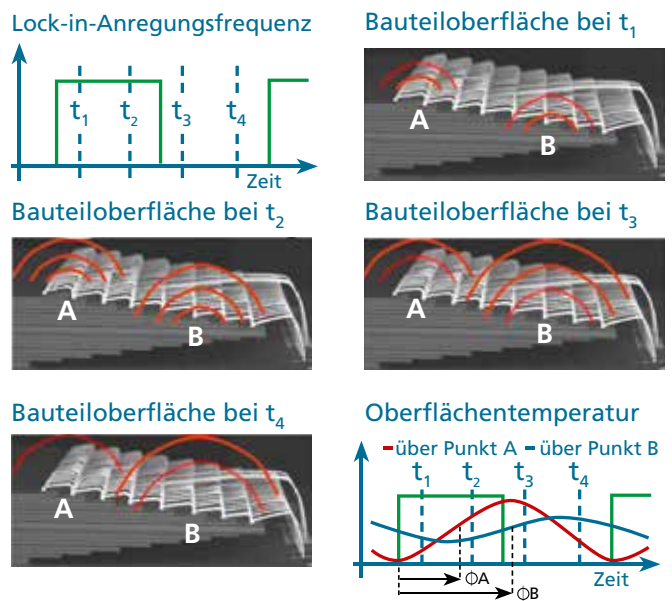 Lock-in-Anregungsfrequenz
t1 t2 t3 t4
Zeit
Bauteiloberfläche bei t1
A
B
Bauteiloberfläche bei t2
A
B
Bauteiloberfläche bei t3
A
B
Bauteiloberfläche bei t4
A
B
Oberflächentemperatur
über Punkt A über Punkt B
t1 t2 t3 t4
Zeit
ΦA
ΦB